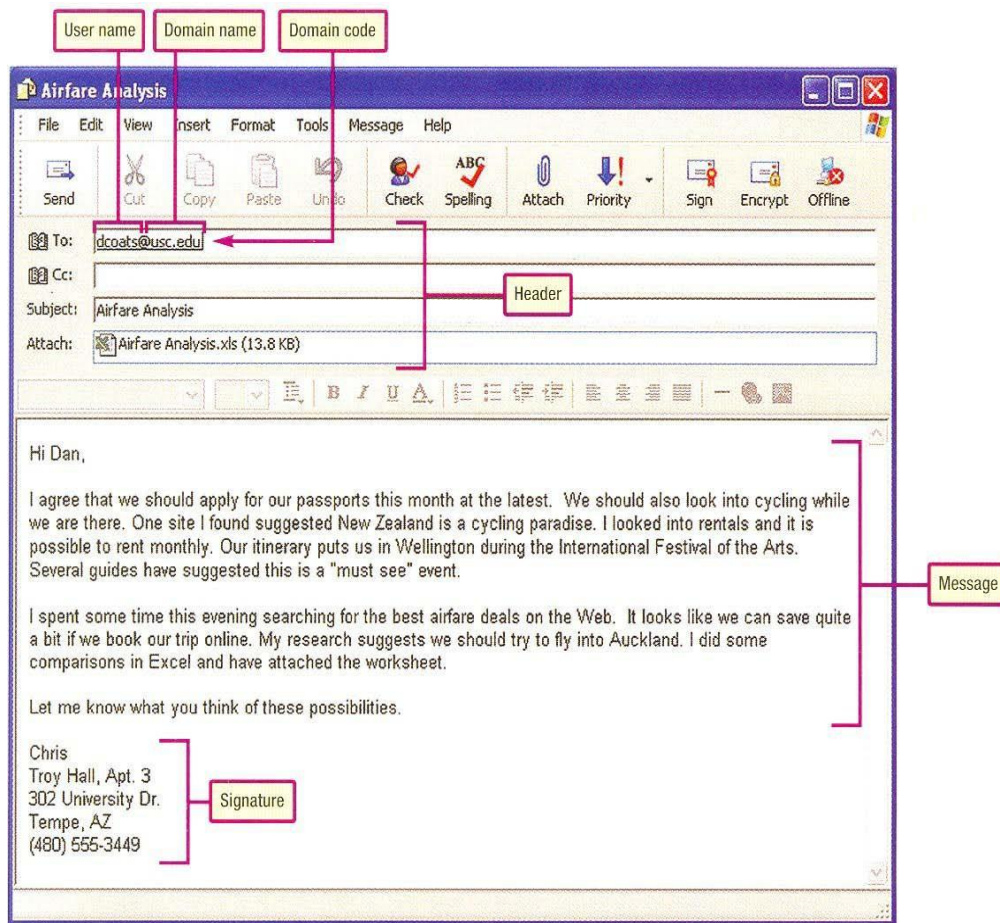 User name
Domain name
Domain code
Airfare Analysis
File Edit View Insert Format Tools Message Help
Send Cut Copy Paste Undo Check ABC Spelling Attach Priority Sign Encrypt Offline
To: dcoats@usc.edu
Cc:
Header
Subject: Airfare Analysis
Attach: Airfare Analysis.xls (13.8 KB)
B I U A
Hi Dan,
I agree that we should apply for our passports this month at the latest. We should also look into cycling while
we are there. One site I found suggested New Zealand is a cycling paradise. I looked into rentals and it is
possible to rent monthly. Our itinerary puts us in Wellington during the International Festival of the Arts.
Several guides have suggested this is a "must see" event.
Message
I spent some time this evening searching for the best airfare deals on the Web. It looks like we can save quite
a bit if we book our trip online. My research suggests we should try to fly into Auckland. I did some
comparisons in Excel and have attached the worksheet.
Let me know what you think of these possibilities.
Chris
Troy Hall, Apt. 3
302 University Dr.
Tempe, AZ
(480) 555-3449
Signature